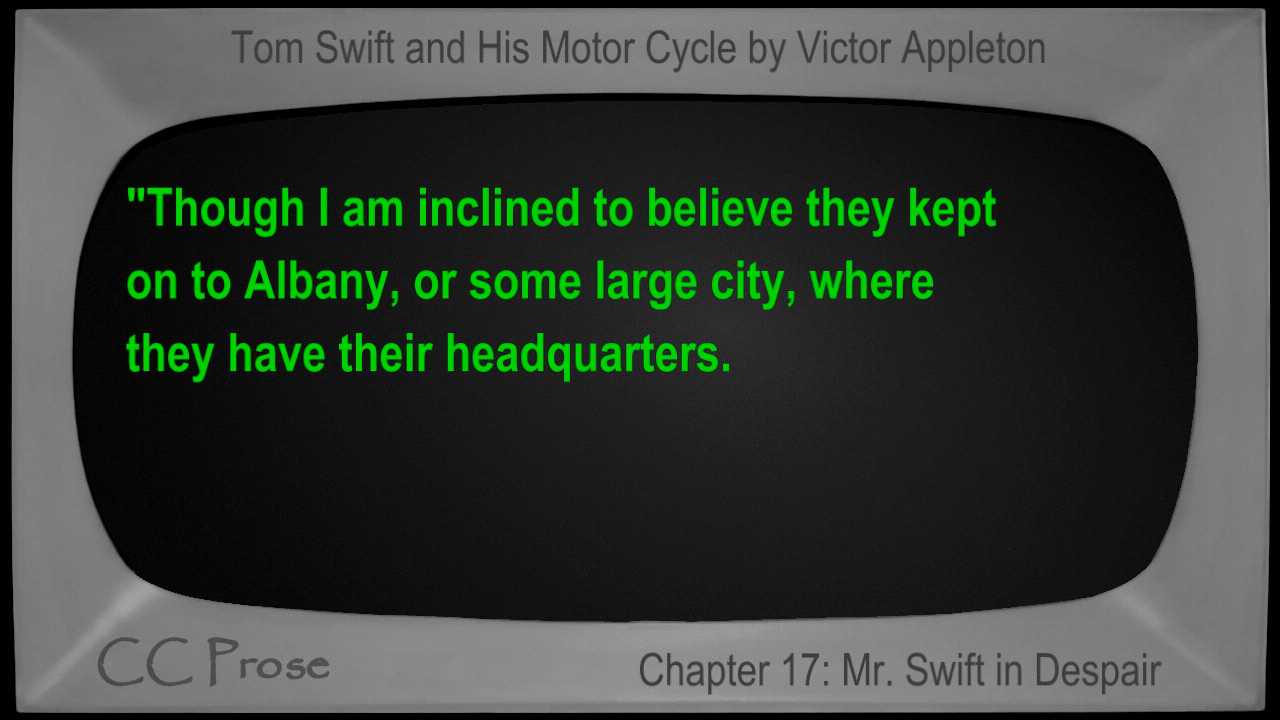 Tom Swift and His Motor Cycle by Victor Appleton
"Though I am inclined to believe they kept
on to Albany, or some large city, where
they have their headquarters.
CC Prose
Chapter 17: Mr. Swift in Despair